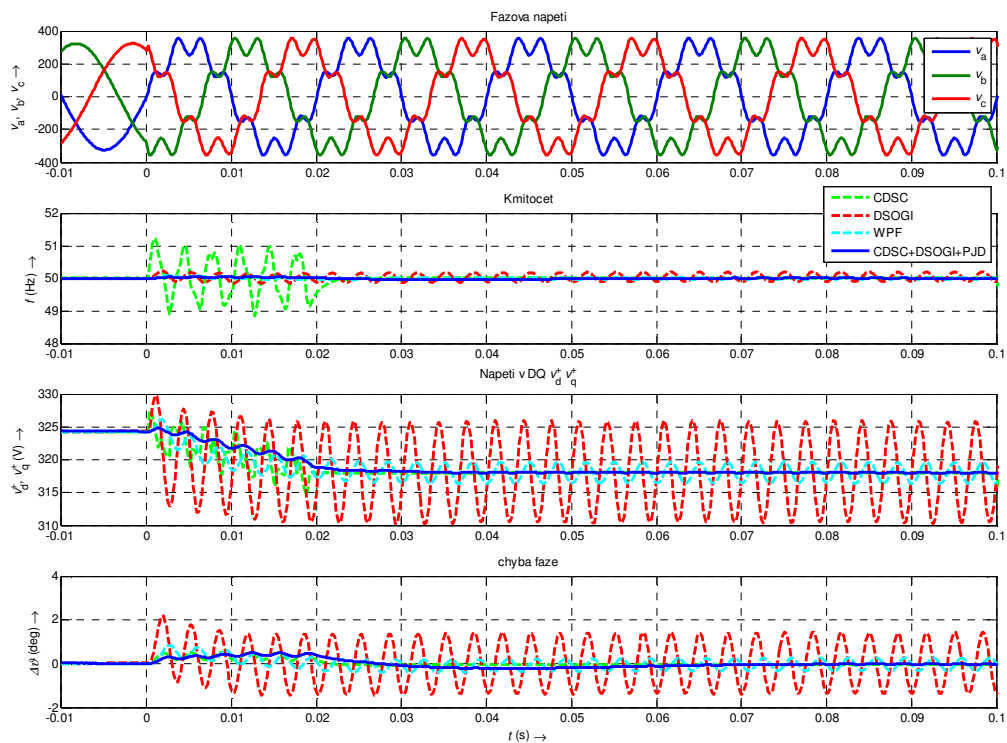 Fazova napeti
v_a, v_b, v_c →
400
200
0
-200
-400
-0.01 0 0.01 0.02 0.03 0.04 0.05 0.06 0.07 0.08 0.09 0.1
v_a
v_b
v_c
Kmitocet
f (Hz) →
52
51
50
49
48
-0.01 0 0.01 0.02 0.03 0.04 0.05 0.06 0.07 0.08 0.09 0.1
CDSC
DSOGI
WPF
CDSC+DSOGI+PJD
Napeti v DQ v_d^+ v_q^+
v_d^+ v_q^+ (V) →
330
325
320
315
310
-0.01 0 0.01 0.02 0.03 0.04 0.05 0.06 0.07 0.08 0.09 0.1
chyba faze
Δϑ (deg) →
4
2
0
-2
-0.01 0 0.01 0.02 0.03 0.04 0.05 0.06 0.07 0.08 0.09 0.1
t (s) →